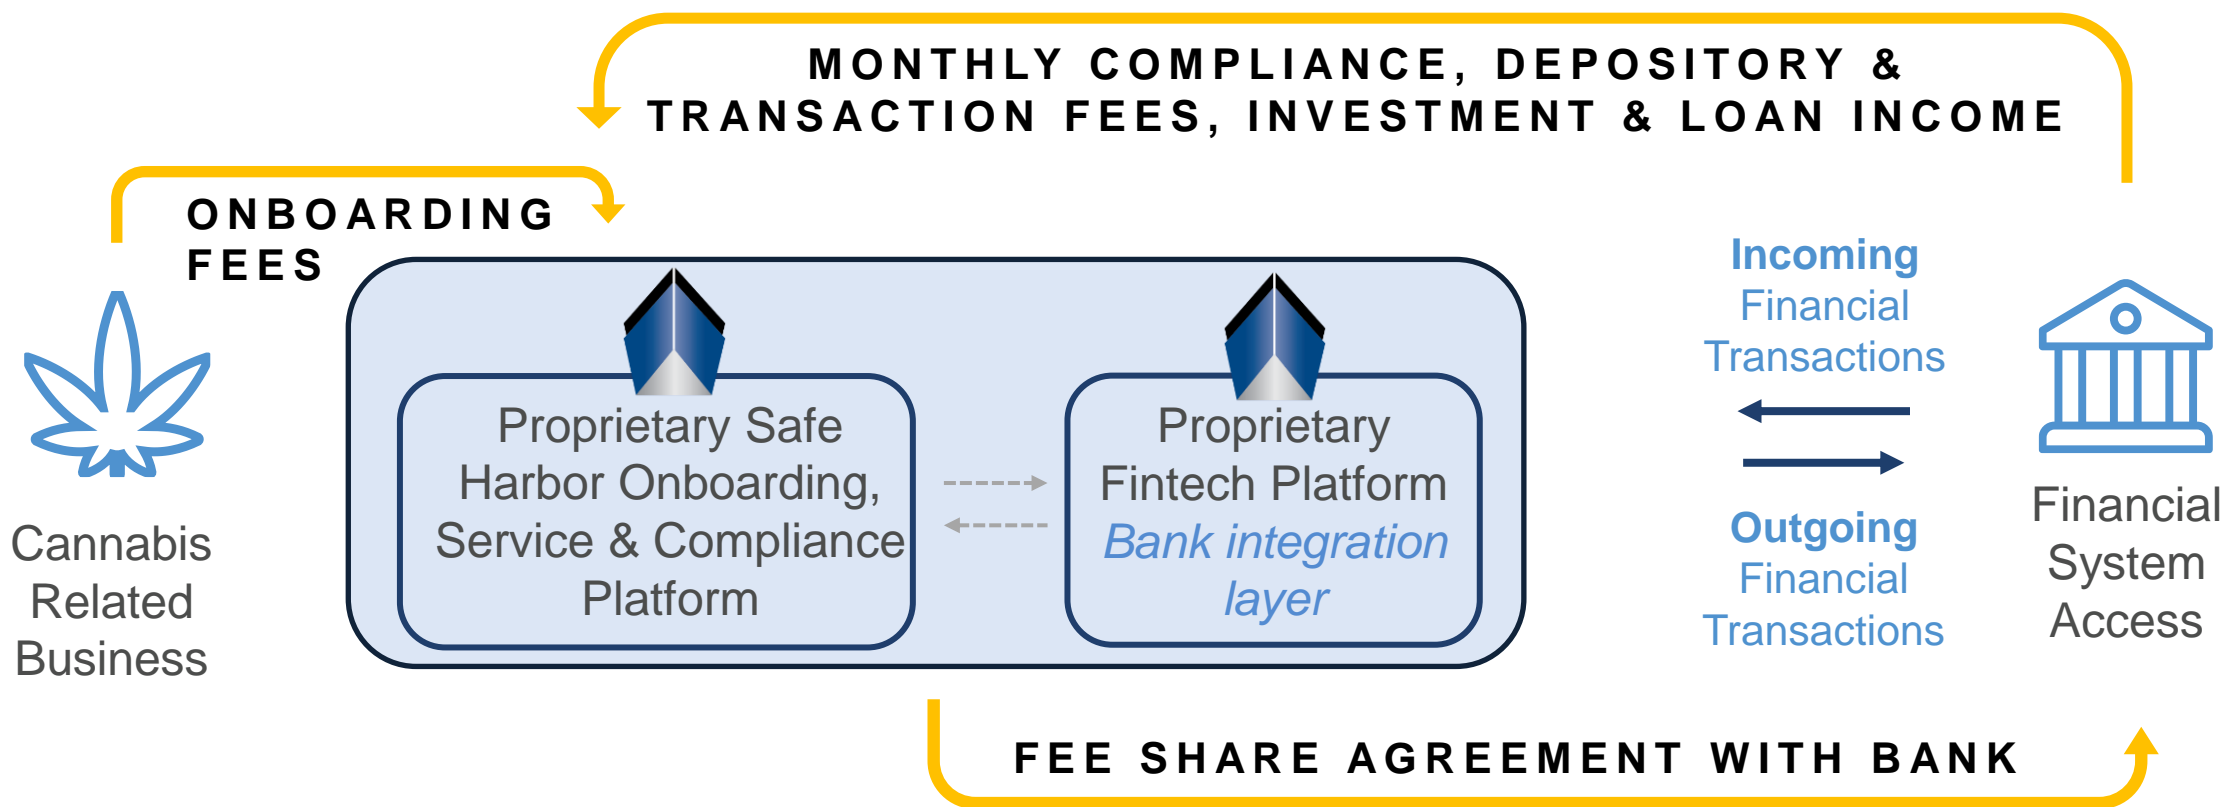 MONTHLY COMPLIANCE, DEPOSITORY &
TRANSACTION FEES, INVESTMENT & LOAN INCOME
ONBOARDING
FEES
Cannabis
Related
Business
Proprietary Safe
Harbor Onboarding,
Service & Compliance
Platform
Proprietary
Fintech Platform
Bank integration
layer
Incoming
Financial
Transactions
Outgoing
Financial
Transactions
Financial
System
Access
FEE SHARE AGREEMENT WITH BANK